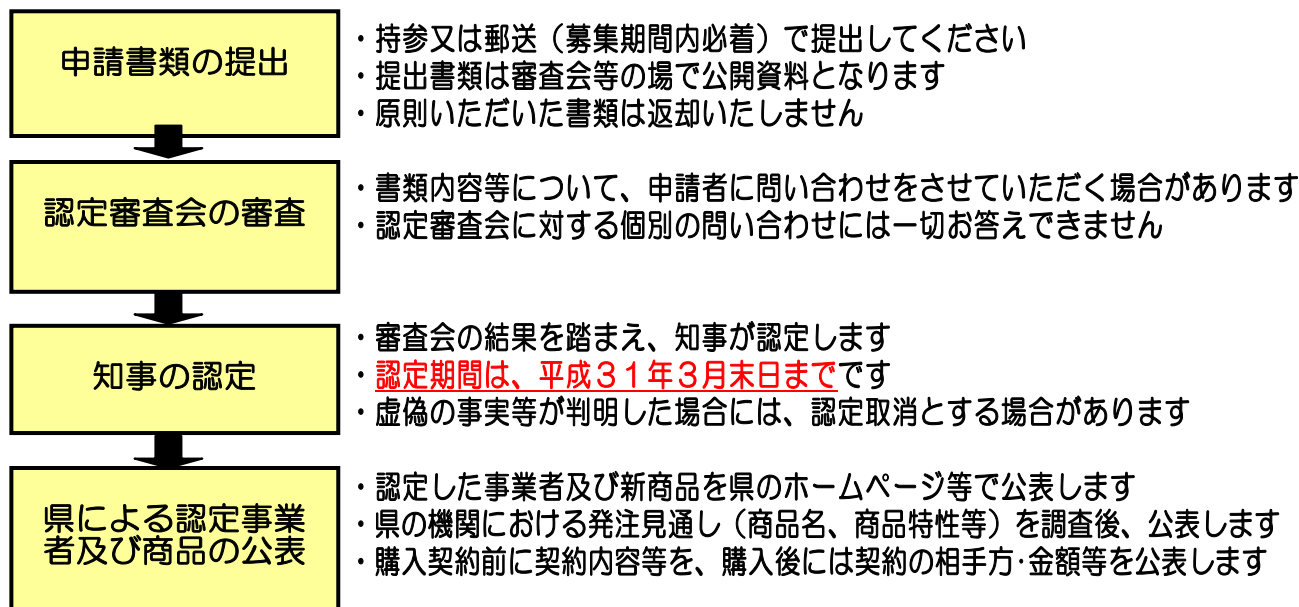 申請書類の提出
・持参又は郵送（募集期間内必着）で提出してください
・提出書類は審査会等の場で公開資料となります
・原則いただいた書類は返却いたしません
認定審査会の審査
・書類内容等について、申請者に問い合わせをさせていただく場合があります
・認定審査会に対する個別の問い合わせには一切お答えできません
知事の認定
・審査会の結果を踏まえ、知事が認定します
・認定期間は、平成３１年３月末日までです
・虚偽の事実等が判明した場合には、認定取消とする場合があります
県による認定事業
者及び商品の公表
・認定した事業者及び新商品を県のホームページ等で公表します
・県の機関における発注見通し（商品名、商品特性等）を調査後、公表します
・購入契約前に契約内容等を、購入後には契約の相手方･金額等を公表します